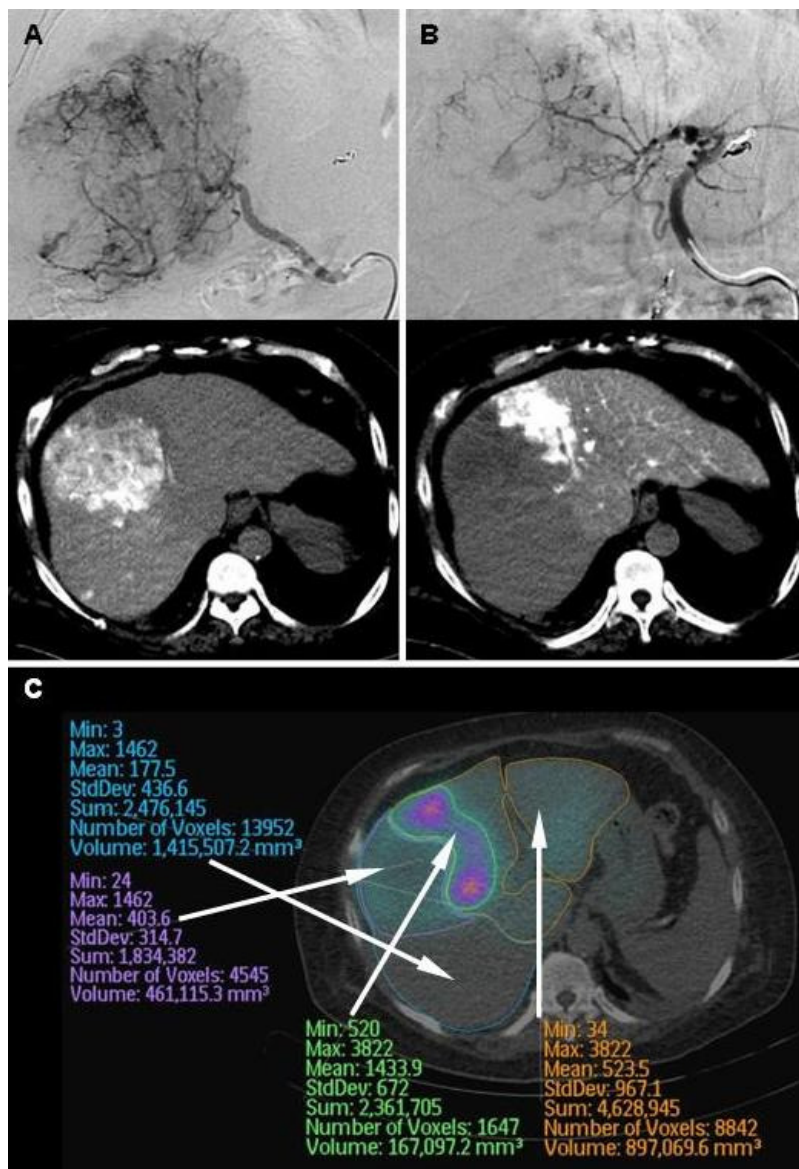 A
B
C
Min: 3
Max: 1462
Mean: 177.5
StdDev: 436.6
Sum: 2,476,145
Number of Voxels: 13952
Volume: 1,415,507.2 mm³
Min: 24
Max: 1462
Mean: 403.6
StdDev: 314.7
Sum: 1,834,382
Number of Voxels: 4545
Volume: 461,115.3 mm³
Min: 520
Max: 3822
Mean: 1433.9
StdDev: 672
Sum: 2,361,705
Number of Voxels: 1647
Volume: 167,097.2 mm³
Min: 34
Max: 3822
Mean: 523.5
StdDev: 967.1
Sum: 4,628,945
Number of Voxels: 8842
Volume: 897,069.6 mm³